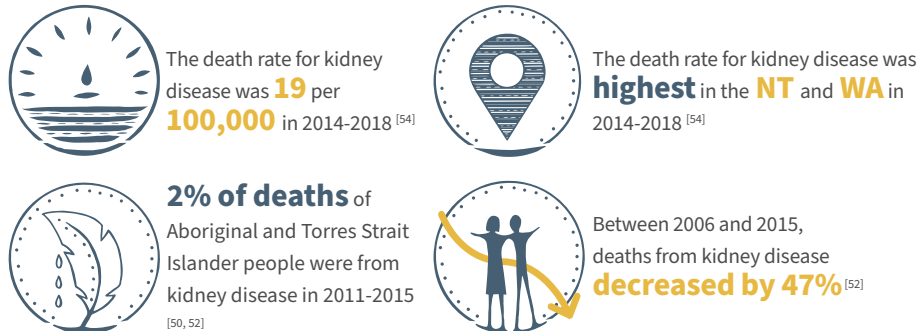 The death rate for kidney
disease was 19 per
100,000 in 2014-2018 [54]
The death rate for kidney disease was
highest in the NT and WA in
2014-2018 [54]
2% of deaths of
Aboriginal and Torres Strait
Islander people were from
kidney disease in 2011-2015
[50, 52]
Between 2006 and 2015,
deaths from kidney disease
decreased by 47% [52]